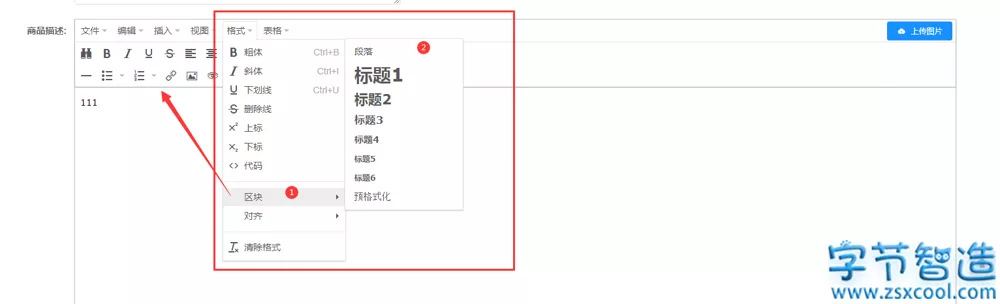 商品描述:
文件 编辑 插入 视图 格式 表格
上传图片
B 粗体 Ctrl+B
I 斜体 Ctrl+I
U 下划线 Ctrl+U
S 删除线
x² 上标
x₂ 下标
<> 代码
区块 1
对齐
清除格式
段落 2
标题1
标题2
标题3
标题4
标题5
标题6
预格式化
111
字节智造
www.zsxcool.com